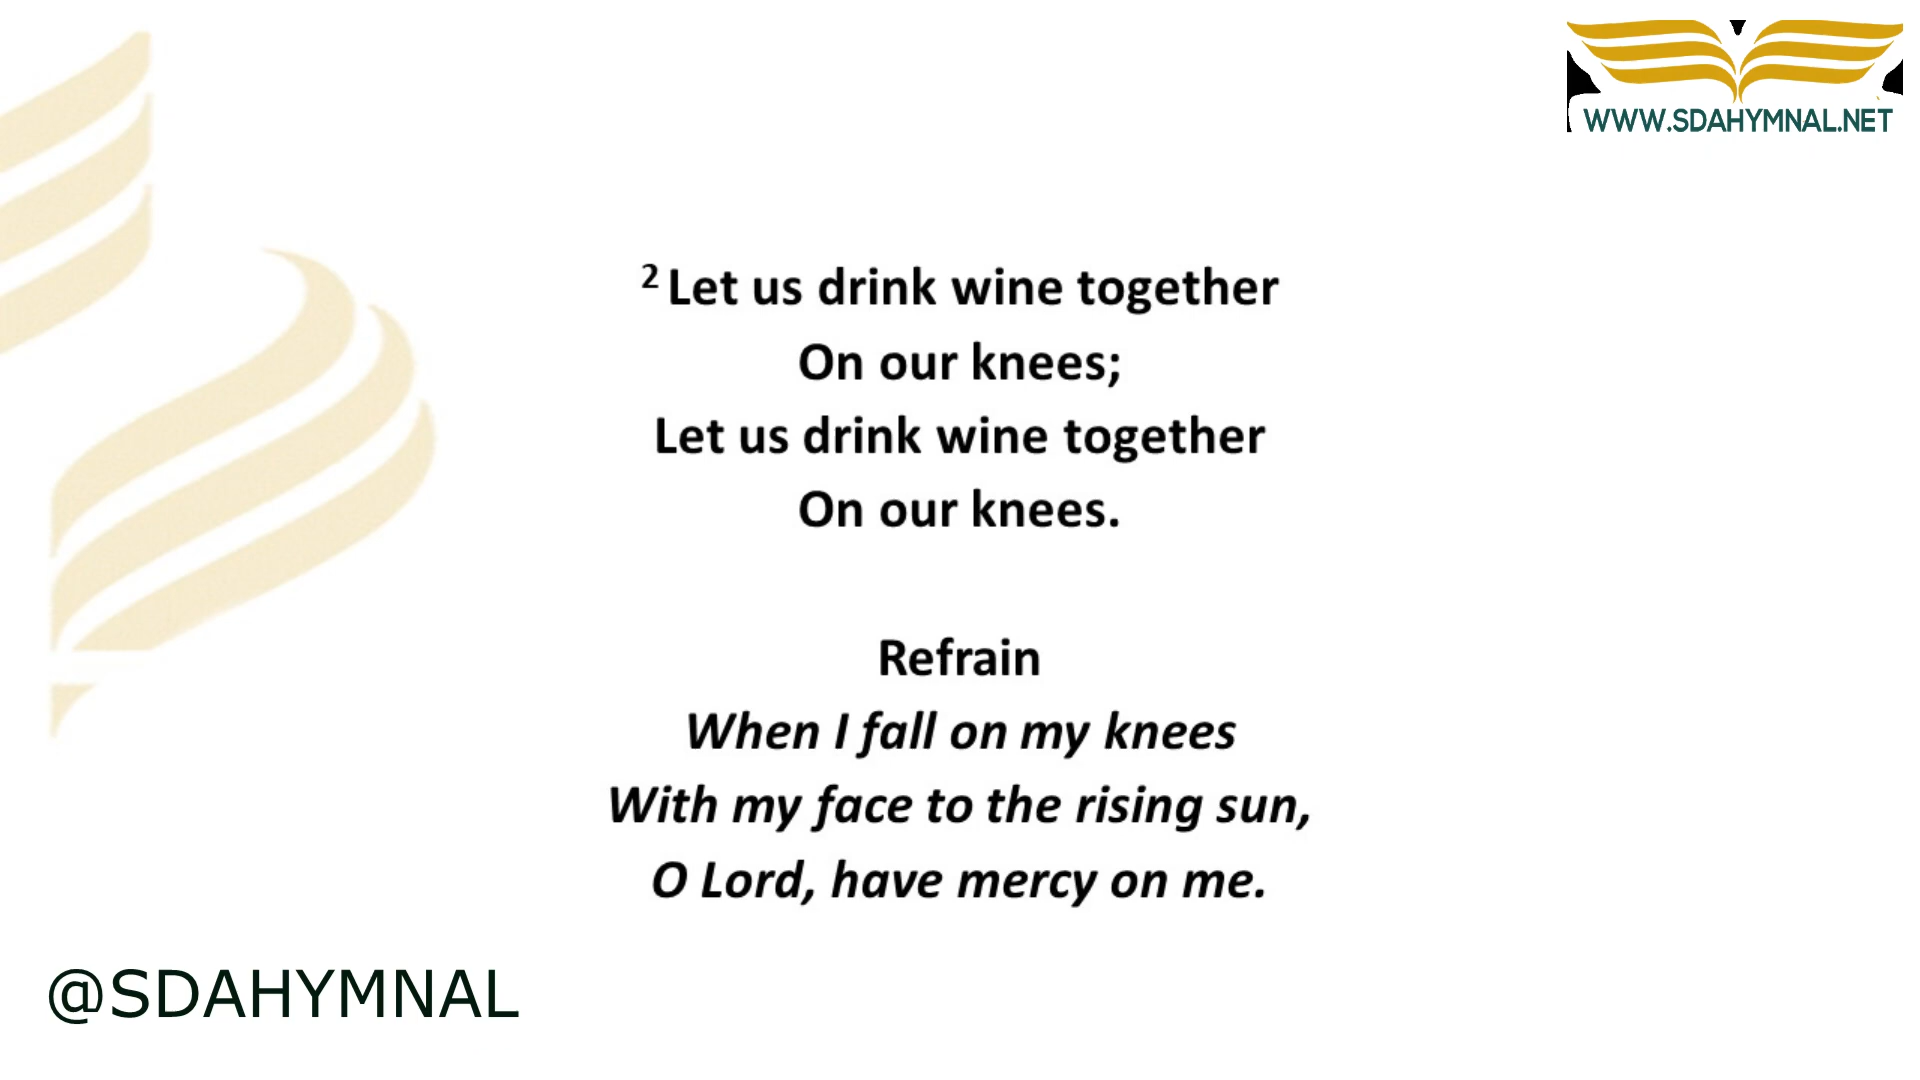 WWW.SDAHYMNAL.NET
2 Let us drink wine together
On our knees;
Let us drink wine together
On our knees.
Refrain
When I fall on my knees
With my face to the rising sun,
O Lord, have mercy on me.
@SDAHYMNAL